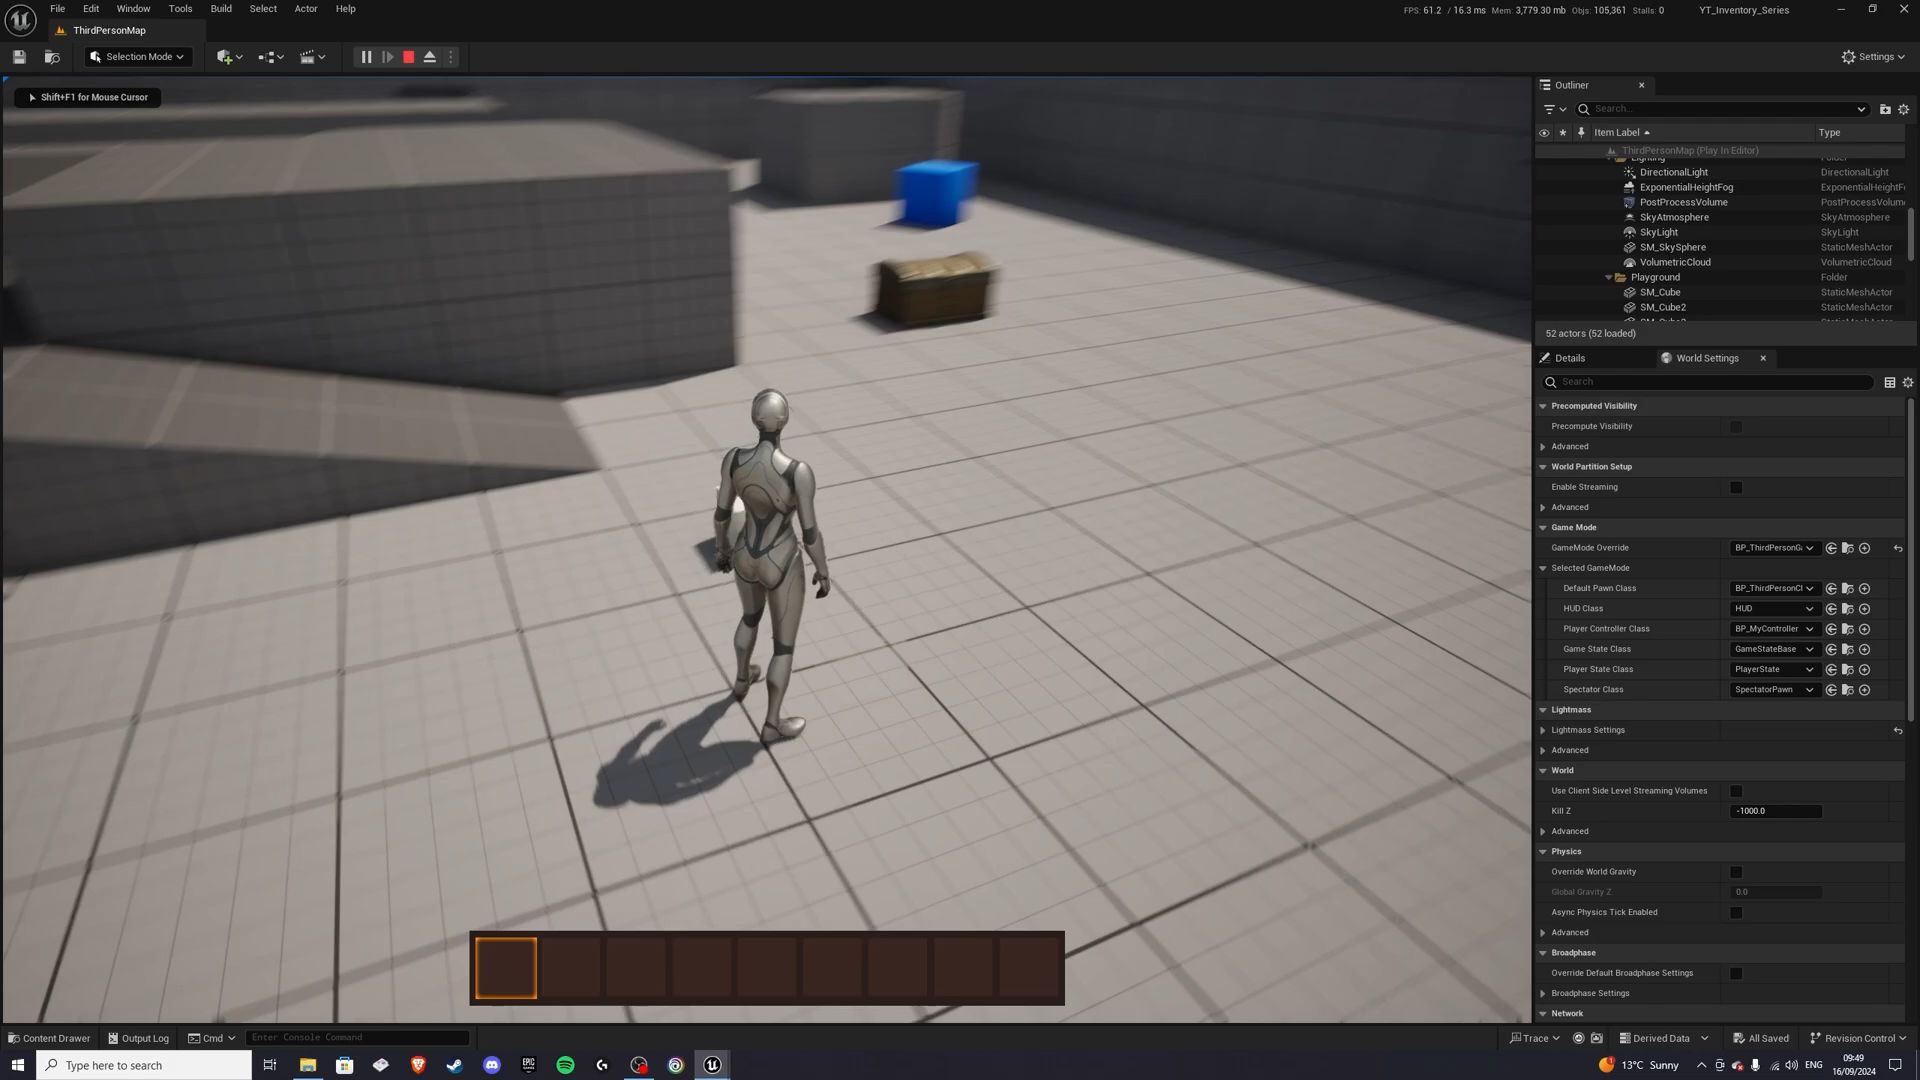 File Edit Window Tools Build Select Actor Help
FPS: 61.2 / 16.3 ms Mem: 3,779.30 mb Objs: 105,361 Stalls: 0 YT_Inventory_Series
ThirdPersonMap
Selection Mode
Settings
Shift+F1 for Mouse Cursor
Outliner
Search...
Item Label Type
ThirdPersonMap (Play In Editor)
Lighting Folder
DirectionalLight DirectionalLight
ExponentialHeightFog ExponentialHeightF
PostProcessVolume PostProcessVolum
SkyAtmosphere SkyAtmosphere
SkyLight SkyLight
SM_SkySphere StaticMeshActor
VolumetricCloud VolumetricCloud
Playground Folder
SM_Cube StaticMeshActor
SM_Cube2 StaticMeshActor
52 actors (52 loaded)
Details World Settings
Search
Precomputed Visibility
Precompute Visibility
Advanced
World Partition Setup
Enable Streaming
Advanced
Game Mode
GameMode Override BP_ThirdPersonG
Selected GameMode
Default Pawn Class BP_ThirdPersonCl
HUD Class HUD
Player Controller Class BP_MyController
Game State Class GameStateBase
Player State Class PlayerState
Spectator Class SpectatorPawn
Lightmass
Lightmass Settings
Advanced
World
Use Client Side Level Streaming Volumes
Kill Z -1000.0
Advanced
Physics
Override World Gravity
Global Gravity Z 0.0
Async Physics Tick Enabled
Advanced
Broadphase
Override Default Broadphase Settings
Broadphase Settings
Network
Content Drawer Output Log Cmd Enter Console Command
Trace Derived Data All Saved Revision Control
Type here to search
EPIC GAMES
13°C Sunny ENG
09:49
16/09/2024